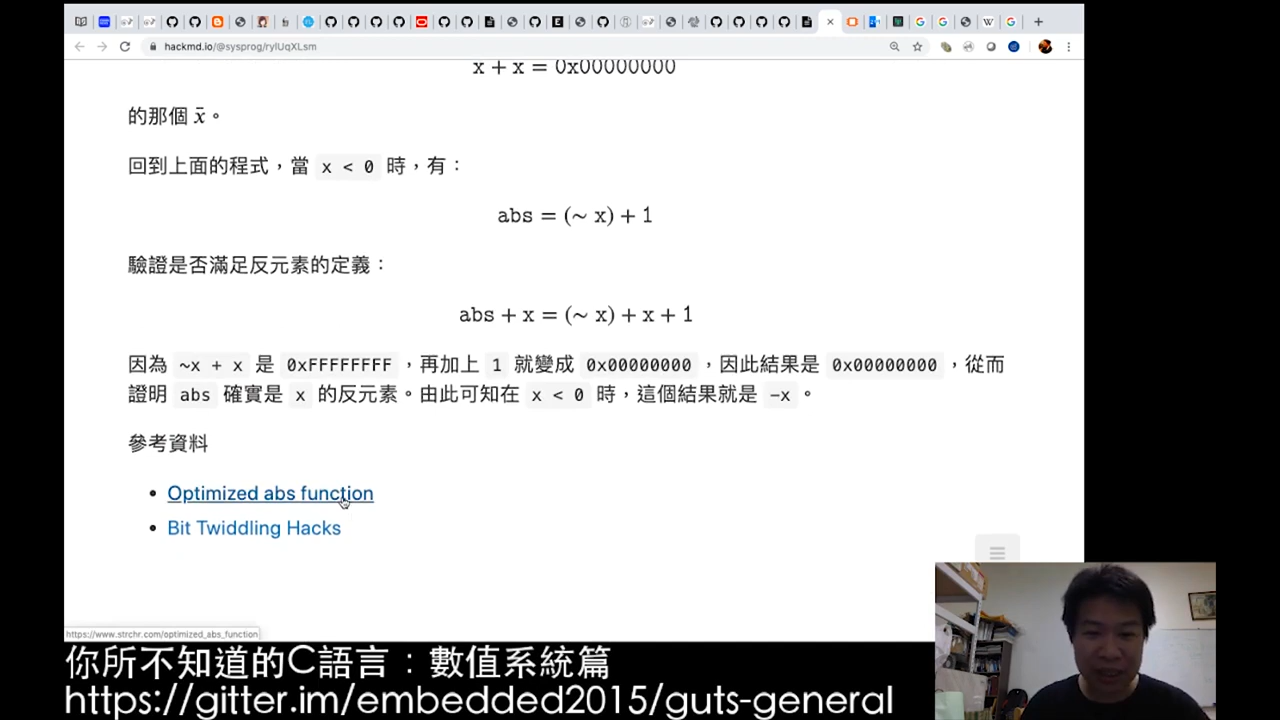 hackmd.io/@sysprog/rylUqXLsm
x + x = 0x00000000
的那個 x̄。
回到上面的程式，當 x < 0 時，有：
abs = (∼ x) + 1
驗證是否滿足反元素的定義：
abs + x = (∼ x) + x + 1
因為 ~x + x 是 0xFFFFFFFF ，再加上 1 就變成 0x00000000 ，因此結果是 0x00000000 ，從而
證明 abs 確實是 x 的反元素。由此可知在 x < 0 時，這個結果就是 -x 。
參考資料
Optimized abs function
Bit Twiddling Hacks
https://www.strchr.com/optimized_abs_function
你所不知道的C語言：數值系統篇
https://gitter.im/embedded2015/guts-general